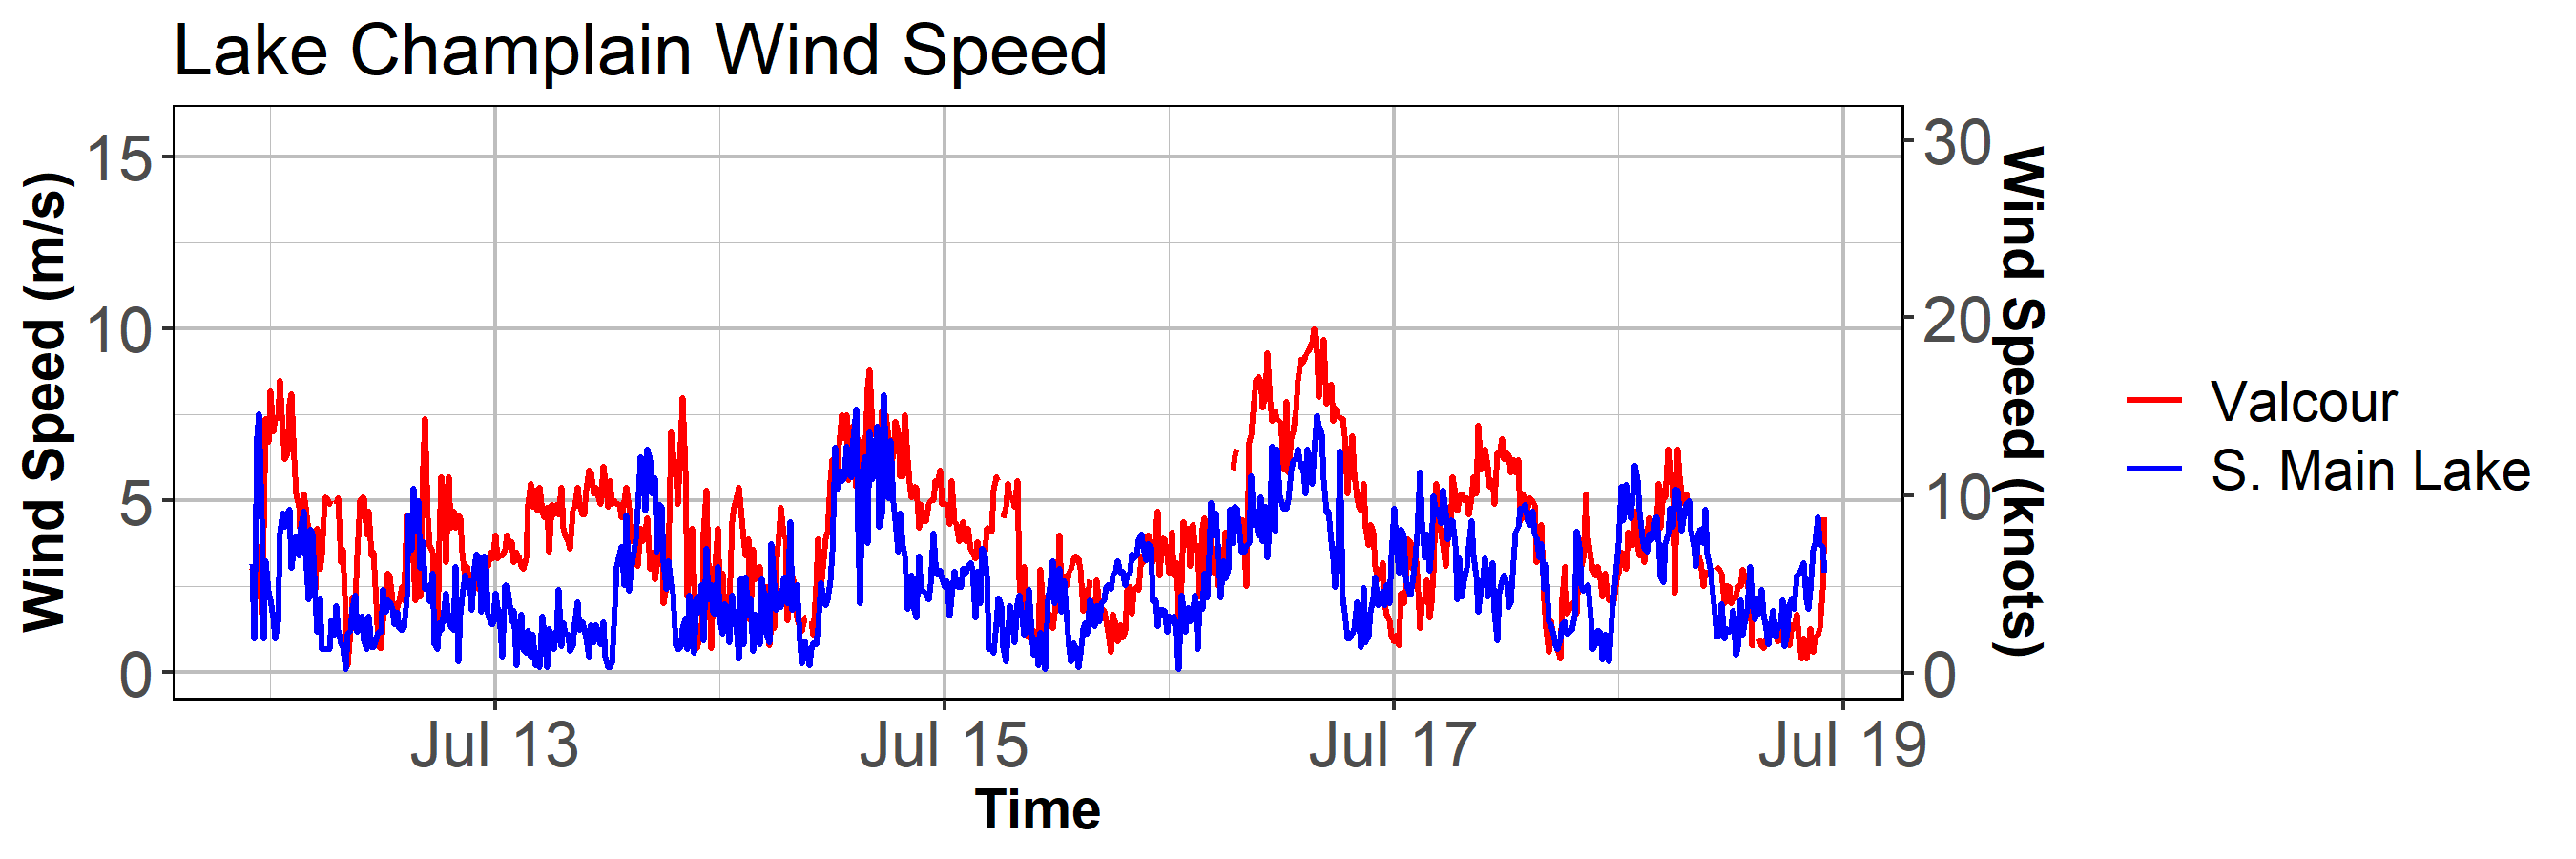 Lake Champlain Wind Speed
Wind Speed (m/s)
15
10
5
0
30
20
10
0
Wind Speed (knots)
Jul 13
Jul 15
Jul 17
Jul 19
Time
Valcour
S. Main Lake